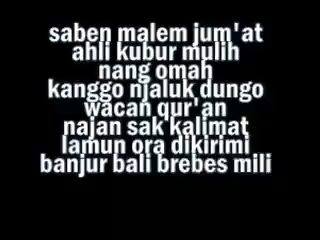 saben malem jum'at
ahli kubur mulih
nang omah
kanggo njaluk dungo
wacan qur'an
najan sak kalimat
lamun ora dikirimi
banjur bali brebes mili